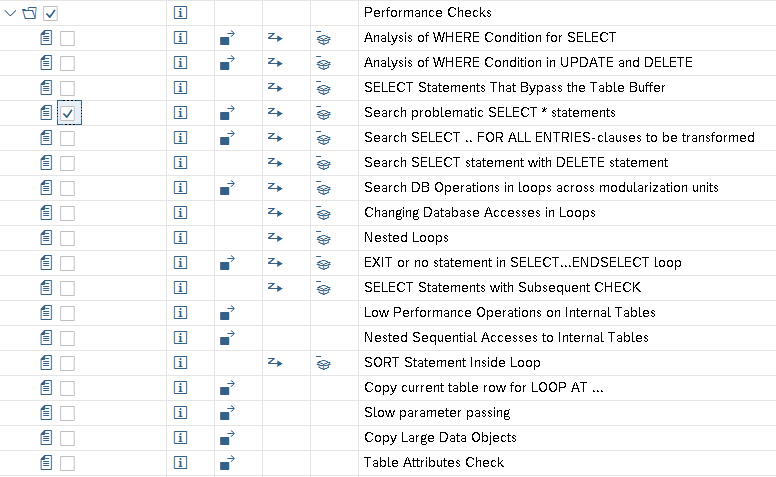 Performance Checks
Analysis of WHERE Condition for SELECT
Analysis of WHERE Condition in UPDATE and DELETE
SELECT Statements That Bypass the Table Buffer
Search problematic SELECT * statements
Search SELECT .. FOR ALL ENTRIES-clauses to be transformed
Search SELECT statement with DELETE statement
Search DB Operations in loops across modularization units
Changing Database Accesses in Loops
Nested Loops
EXIT or no statement in SELECT...ENDSELECT loop
SELECT Statements with Subsequent CHECK
Low Performance Operations on Internal Tables
Nested Sequential Accesses to Internal Tables
SORT Statement Inside Loop
Copy current table row for LOOP AT ...
Slow parameter passing
Copy Large Data Objects
Table Attributes Check